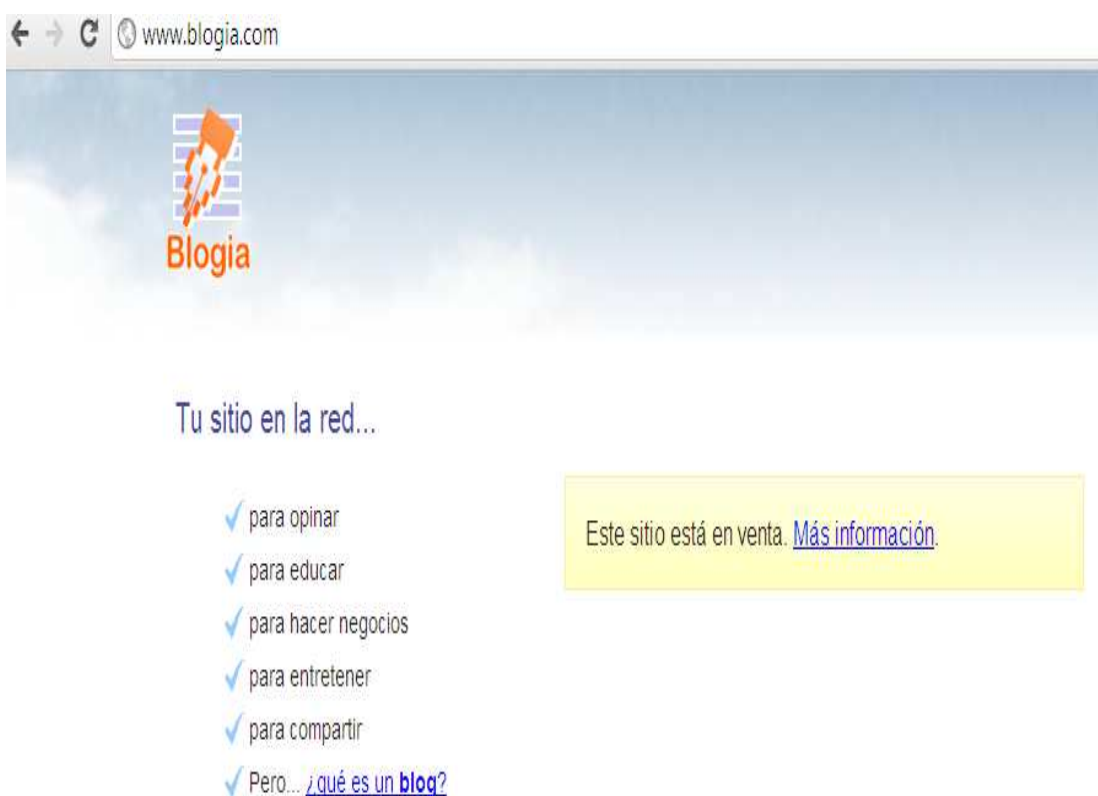 www.blogia.com
Blogia
Tu sitio en la red...
para opinar
para educar
para hacer negocios
para entretener
para compartir
Pero... ¿qué es un blog?
Este sitio está en venta. Más información.